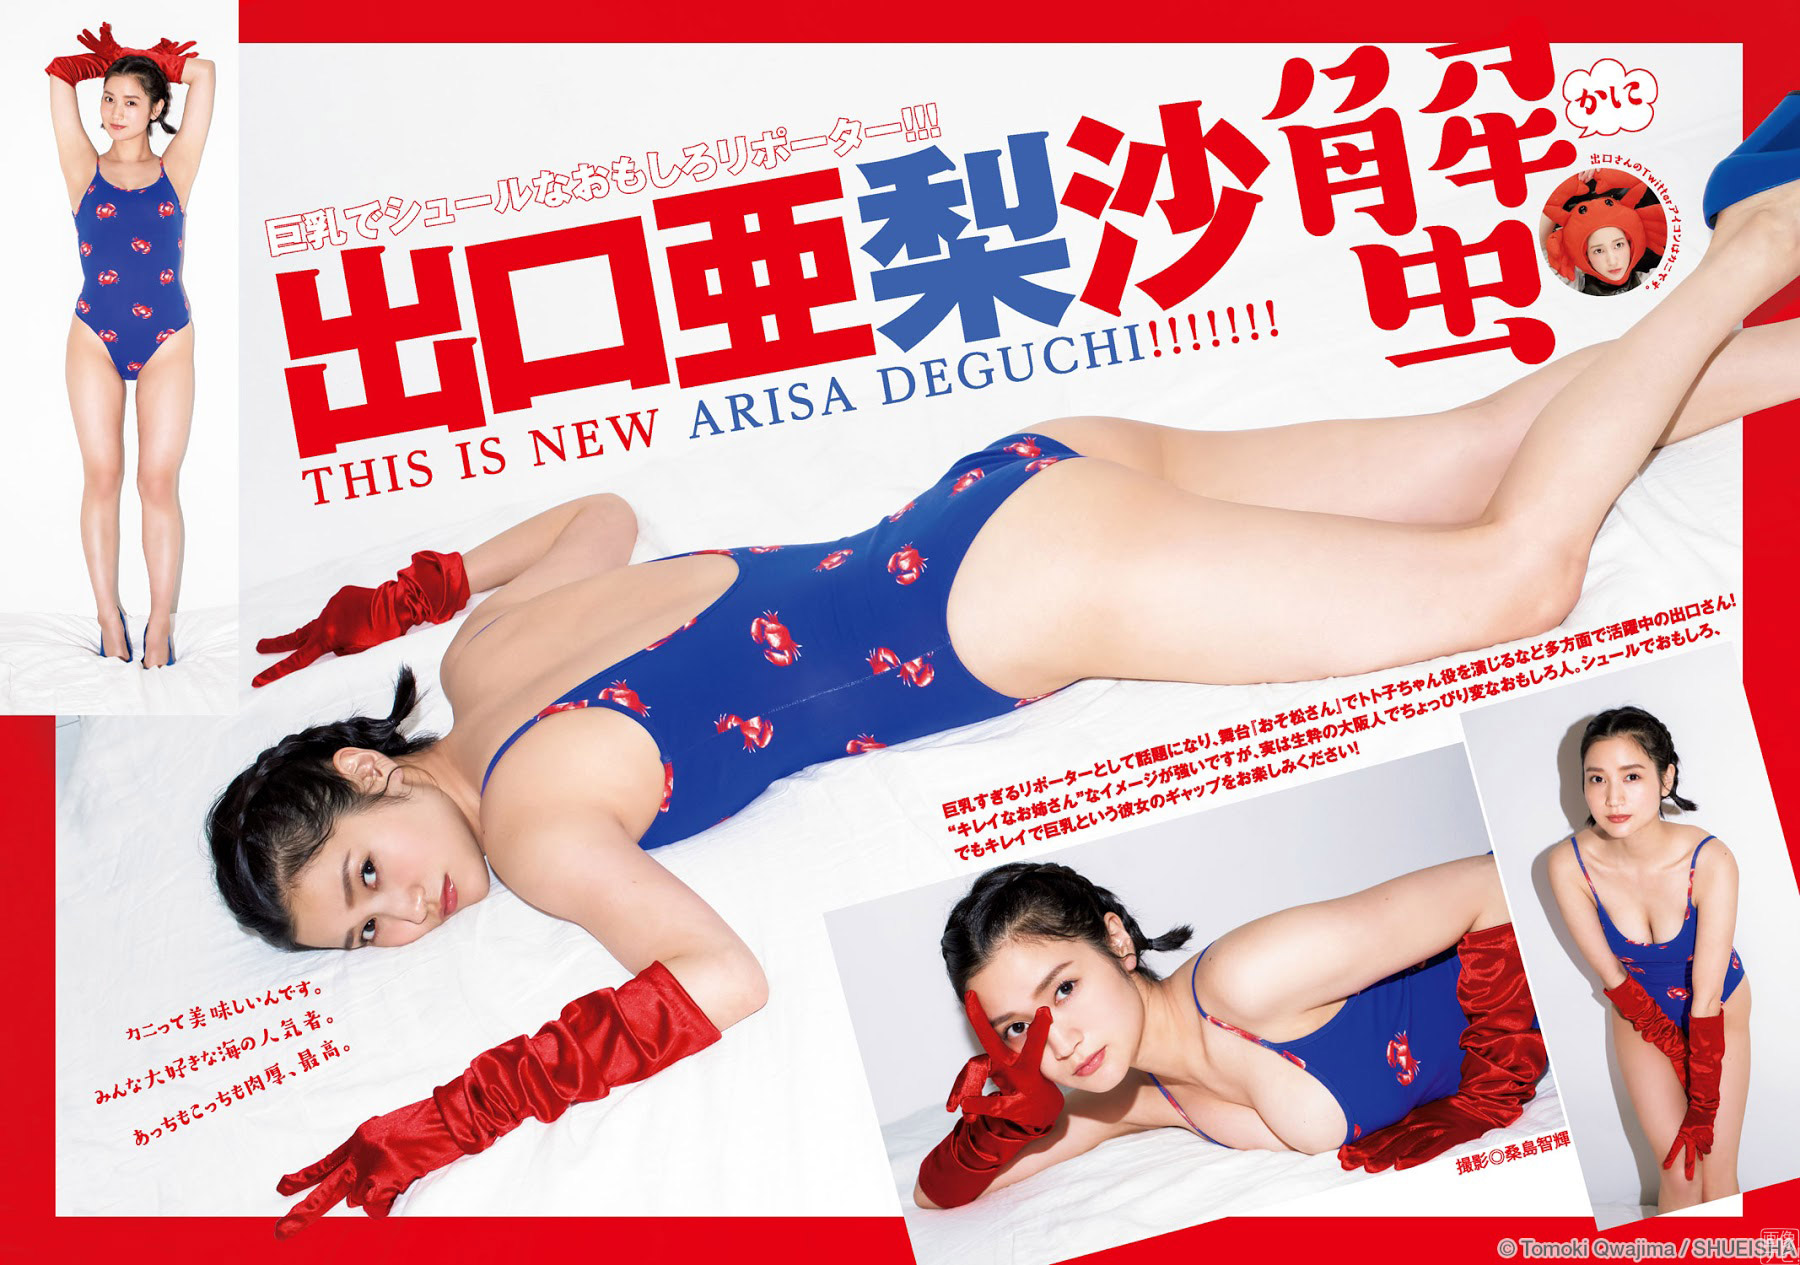 巨乳でシュールなおもしろリポーター!!!
出口亜梨沙
蟹
かに
THIS IS NEW ARISA DEGUCHI!!!!!!!
出口さんのTwitterアイコンはカニです。
巨乳すぎるリポーターとして話題になり、舞台『おそ松さん』でトト子ちゃん役を演じるなど多方面で活躍中の出口さん!
“キレイなお姉さん”なイメージが強いですが、実は生粋の大阪人でちょっぴり変なおもしろ人。シュールでおもしろ、
でもキレイで巨乳という彼女のギャップをお楽しみください!
カニって美味しいんです。
みんな大好きな海の人気者。
あっちもこっちも肉厚、最高。
撮影◎桑島智輝
© Tomoki Qwajima / SHUEISHA